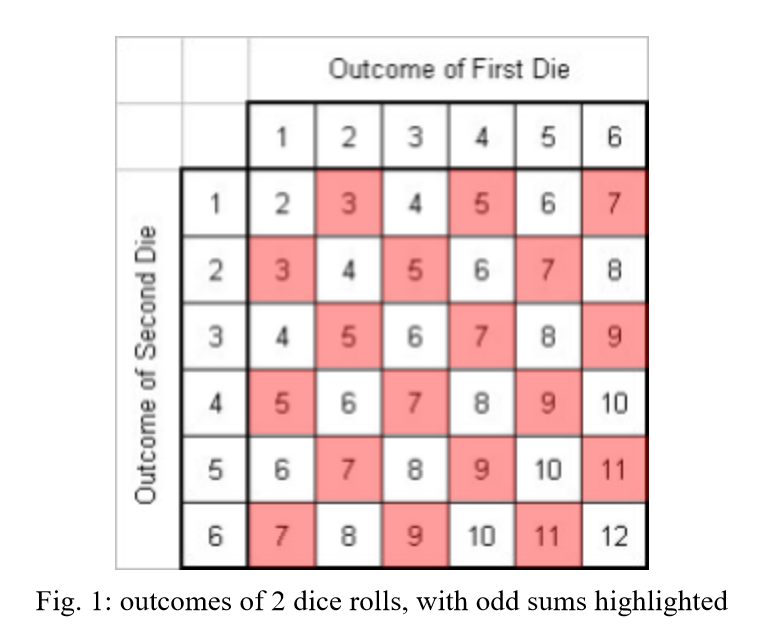 Outcome of First Die
1 2 3 4 5 6
Outcome of Second Die
1 2 3 4 5 6 7
2 3 4 5 6 7 8
3 4 5 6 7 8 9
4 5 6 7 8 9 10
5 6 7 8 9 10 11
6 7 8 9 10 11 12
Fig. 1: outcomes of 2 dice rolls, with odd sums highlighted